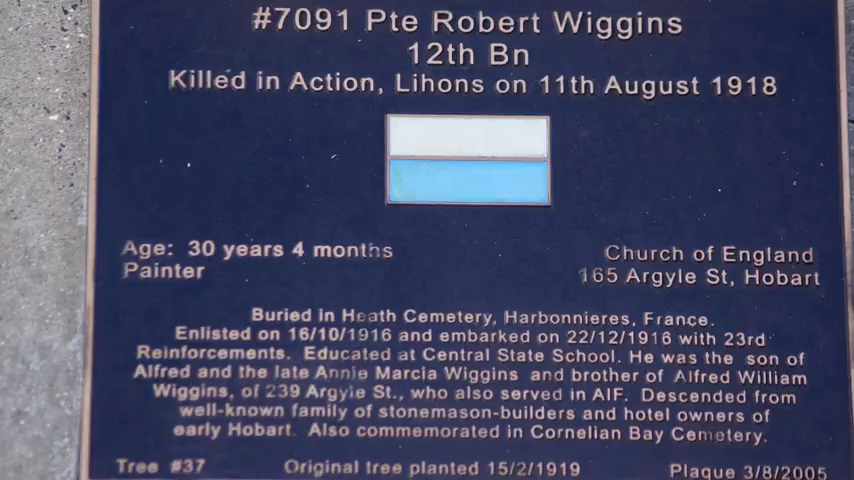 #7091 Pte Robert Wiggins
12th Bn
Killed in Action, Lihons on 11th August 1918
Age: 30 years 4 months
Church of England
Painter
165 Argyle St, Hobart
Buried in Heath Cemetery, Harbonnieres, France.
Enlisted on 16/10/1916 and embarked on 22/12/1916 with 23rd
Reinforcements. Educated at Central State School. He was the son of
Alfred and the late Annie Marcia Wiggins and brother of Alfred William
Wiggins, of 239 Argyle St., who also served in AIF. Descended from
well-known family of stonemason-builders and hotel owners of
early Hobart. Also commemorated in Cornelian Bay Cemetery.
Tree #37 Original tree planted 15/2/1919 Plaque 3/8/2005